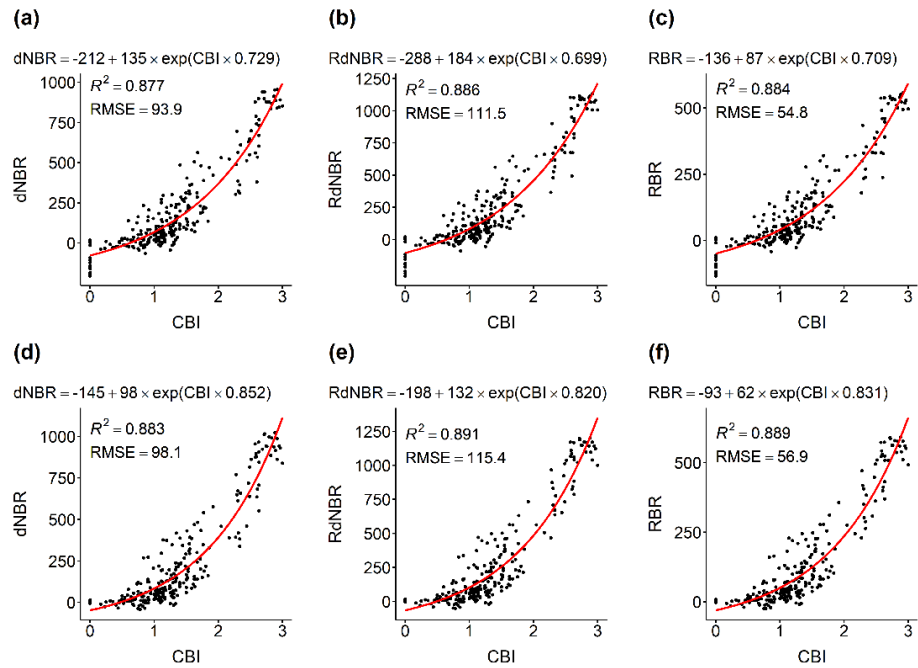 (a)
(b)
(c)
dNBR = -212 + 135 × exp(CBI × 0.729)
RdNBR = -288 + 184 × exp(CBI × 0.699)
RBR = -136 + 87 × exp(CBI × 0.709)
R² = 0.877
RMSE = 93.9
1000
750
500
250
0
dNBR
0 1 2 3
CBI
R² = 0.886
RMSE = 111.5
1250
1000
750
500
250
0
RdNBR
0 1 2 3
CBI
R² = 0.884
RMSE = 54.8
500
250
0
RBR
0 1 2 3
CBI
(d)
(e)
(f)
dNBR = -145 + 98 × exp(CBI × 0.852)
RdNBR = -198 + 132 × exp(CBI × 0.820)
RBR = -93 + 62 × exp(CBI × 0.831)
R² = 0.883
RMSE = 98.1
1000
750
500
250
0
dNBR
0 1 2 3
CBI
R² = 0.891
RMSE = 115.4
1250
1000
750
500
250
0
RdNBR
0 1 2 3
CBI
R² = 0.889
RMSE = 56.9
500
250
0
RBR
0 1 2 3
CBI